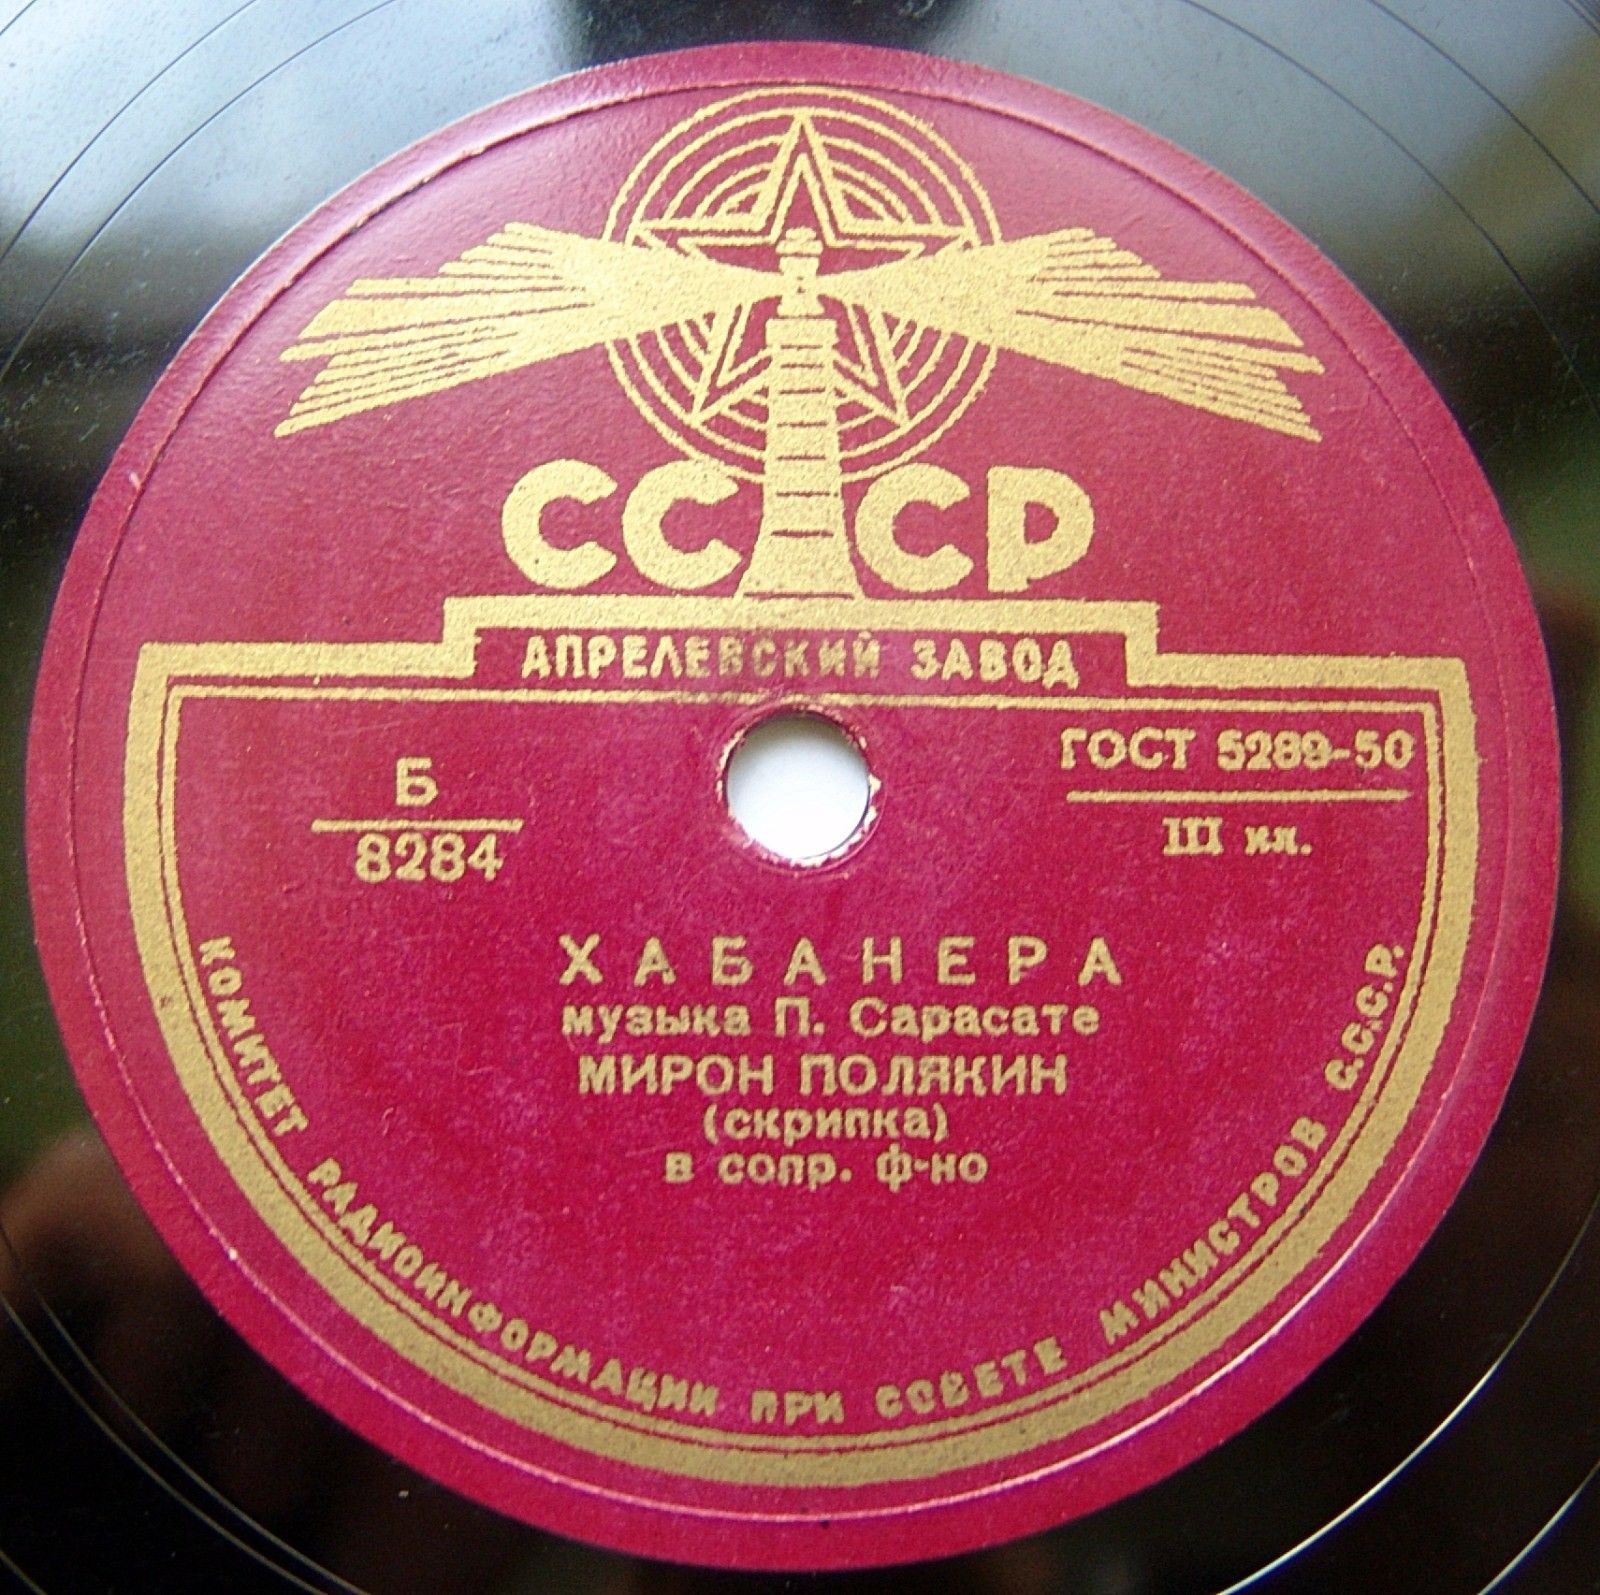 СССР
АПРЕЛЕВСКИЙ ЗАВОД
Б
8284
ГОСТ 5289-50
III кл.
ХАБАНЕРА
музыка П. Сарасате
МИРОН ПОЛЯКИН
(скрипка)
в сопр. ф-но
КОМИТЕТ РАДИОИНФОРМАЦИИ ПРИ СОВЕТЕ МИНИСТРОВ С.С.С.Р.